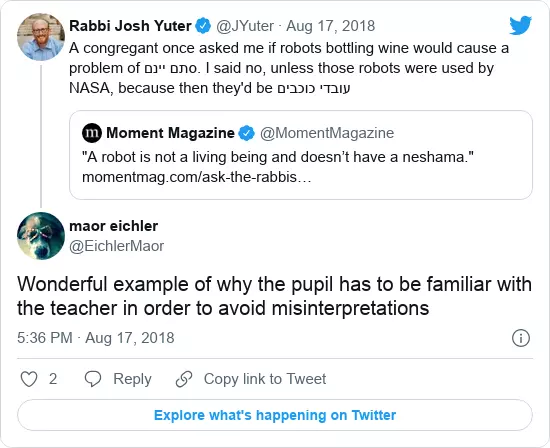 Rabbi Josh Yuter @JYuter · Aug 17, 2018
A congregant once asked me if robots bottling wine would cause a
problem of סתם יינם. I said no, unless those robots were used by
NASA, because then they'd be עובדי כוכבים
m Moment Magazine @MomentMagazine
"A robot is not a living being and doesn’t have a neshama."
momentmag.com/ask-the-rabbis…
maor eichler
@EichlerMaor
Wonderful example of why the pupil has to be familiar with
the teacher in order to avoid misinterpretations
5:36 PM · Aug 17, 2018
2 Reply Copy link to Tweet
Explore what's happening on Twitter